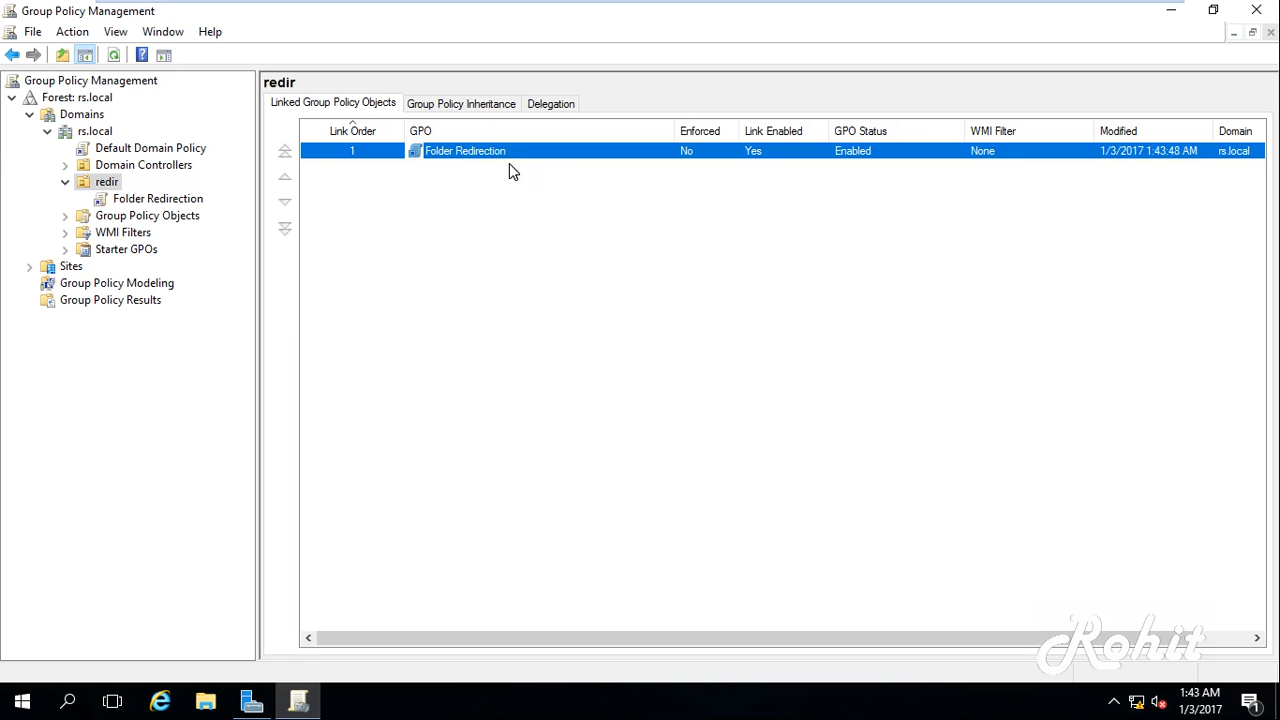 Group Policy Management
File Action View Window Help
Group Policy Management
Forest: rs.local
Domains
rs.local
Default Domain Policy
Domain Controllers
redir
Folder Redirection
Group Policy Objects
WMI Filters
Starter GPOs
Sites
Group Policy Modeling
Group Policy Results
redir
Linked Group Policy Objects Group Policy Inheritance Delegation
Link Order GPO Enforced Link Enabled GPO Status WMI Filter Modified Domain
1 Folder Redirection No Yes Enabled None 1/3/2017 1:43:48 AM rs.local
Rohit
1:43 AM
1/3/2017
1